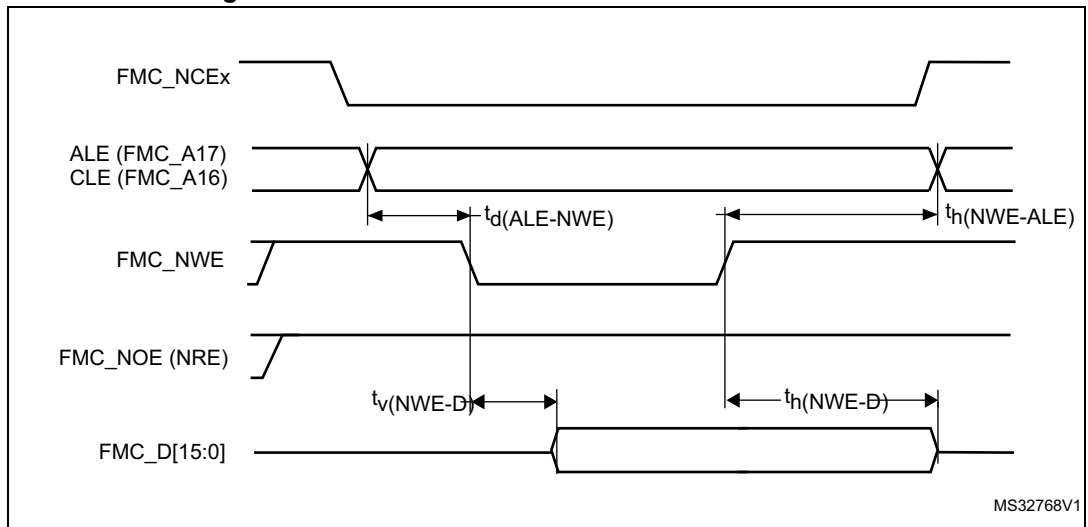 FMC_NCEx
ALE (FMC_A17)
CLE (FMC_A16)
td(ALE-NWE)
th(NWE-ALE)
FMC_NWE
FMC_NOE (NRE)
tv(NWE-D)
th(NWE-D)
FMC_D[15:0]
MS32768V1